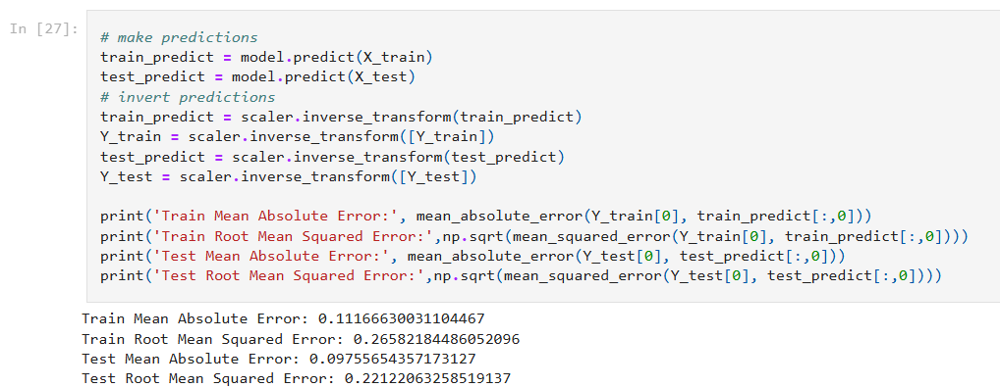 In [27]:
# make predictions
train_predict = model.predict(X_train)
test_predict = model.predict(X_test)
# invert predictions
train_predict = scaler.inverse_transform(train_predict)
Y_train = scaler.inverse_transform([Y_train])
test_predict = scaler.inverse_transform(test_predict)
Y_test = scaler.inverse_transform([Y_test])
print('Train Mean Absolute Error:', mean_absolute_error(Y_train[0], train_predict[:,0]))
print('Train Root Mean Squared Error:',np.sqrt(mean_squared_error(Y_train[0], train_predict[:,0])))
print('Test Mean Absolute Error:', mean_absolute_error(Y_test[0], test_predict[:,0]))
print('Test Root Mean Squared Error:',np.sqrt(mean_squared_error(Y_test[0], test_predict[:,0])))
Train Mean Absolute Error: 0.11166630031104467
Train Root Mean Squared Error: 0.26582184486052096
Test Mean Absolute Error: 0.09755654357173127
Test Root Mean Squared Error: 0.22122063258519137